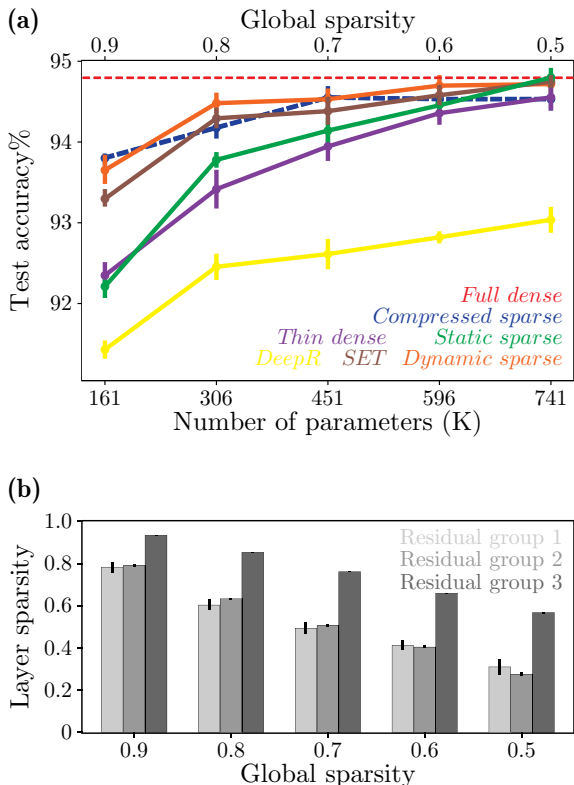 (a)
Global sparsity
0.9 0.8 0.7 0.6 0.5
Test accuracy%
95
94
93
92
Full dense
Compressed sparse
Thin dense Static sparse
DeepR SET Dynamic sparse
161 306 451 596 741
Number of parameters (K)
(b)
Layer sparsity
1.0
0.8
0.6
0.4
0.2
0
Residual group 1
Residual group 2
Residual group 3
0.9 0.8 0.7 0.6 0.5
Global sparsity